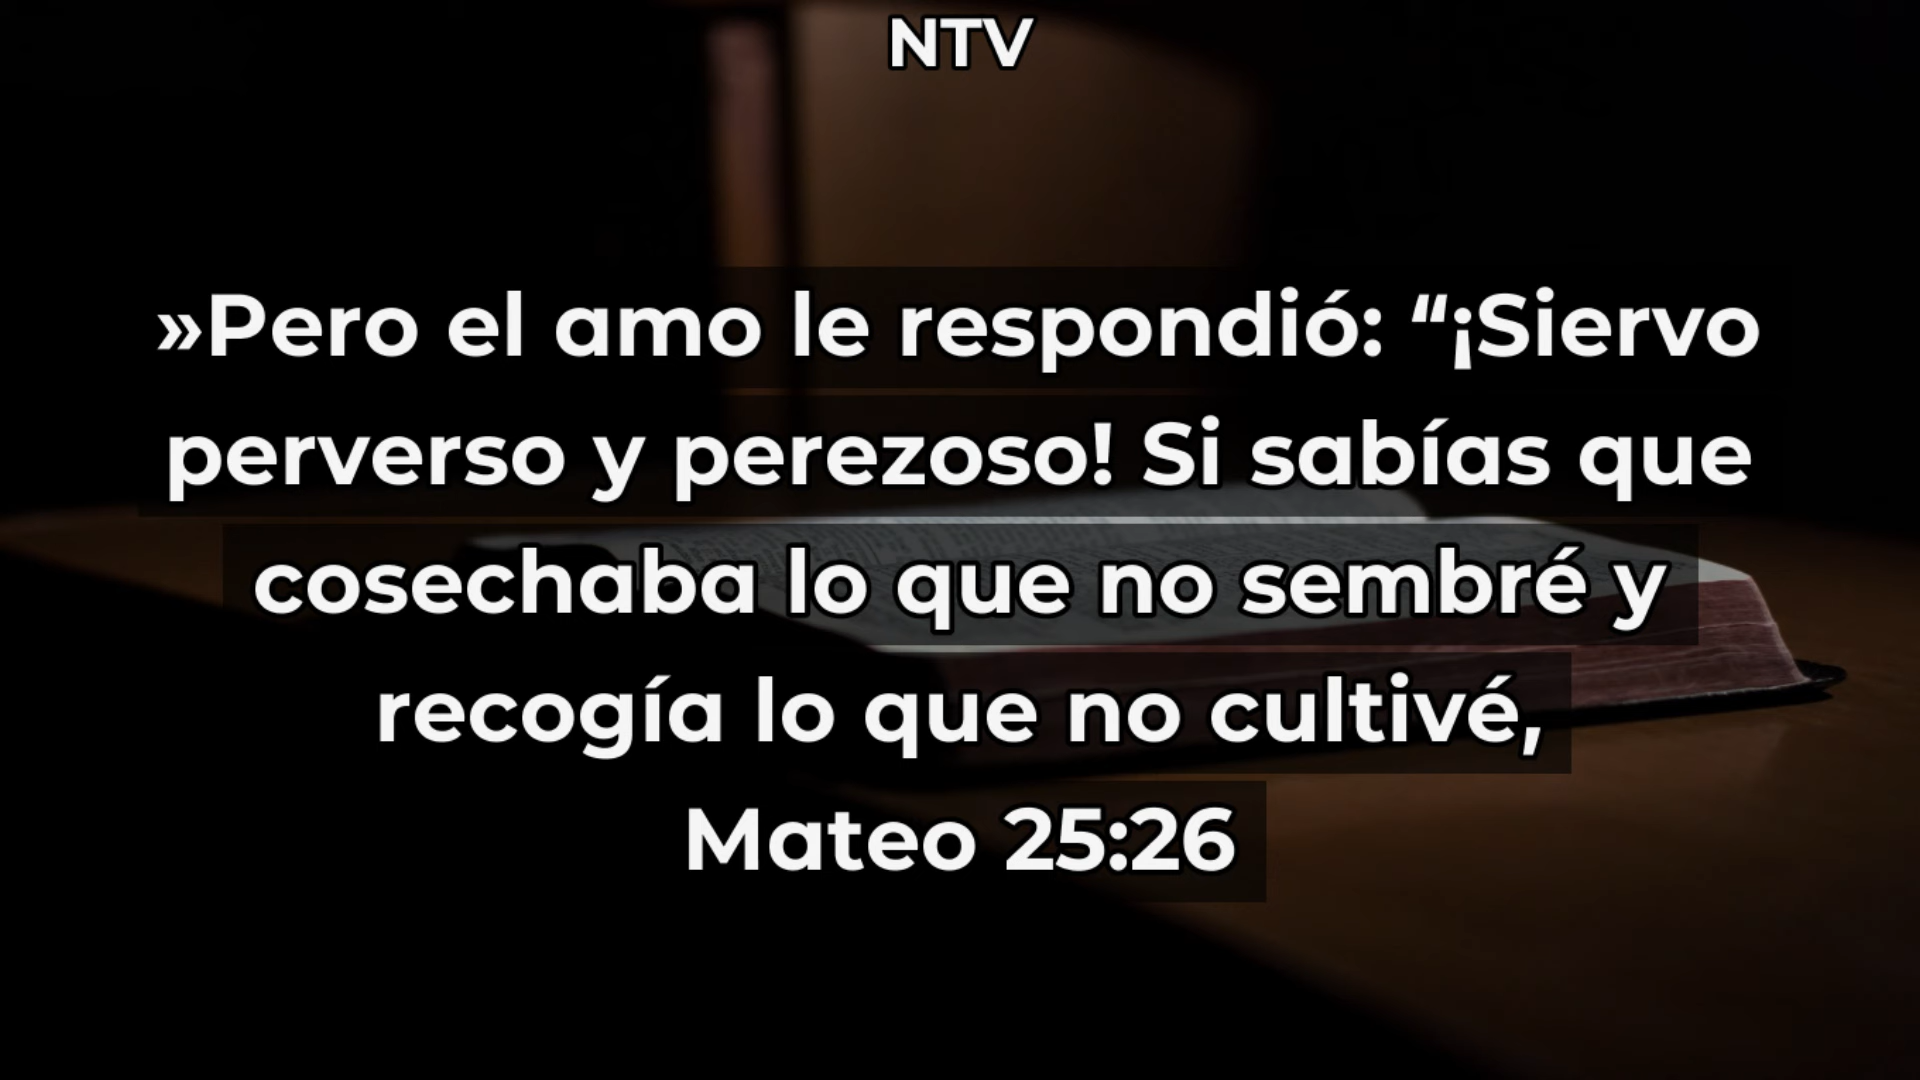 NTV
»Pero el amo le respondió: “¡Siervo
perverso y perezoso! Si sabías que
cosechaba lo que no sembré y
recogía lo que no cultivé,
Mateo 25:26